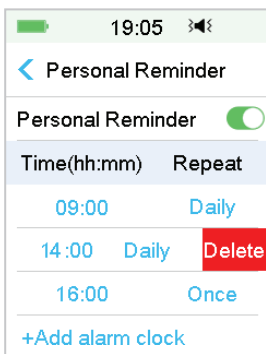 19:05
Personal Reminder
Personal Reminder
Time(hh:mm) Repeat
09:00 Daily
14:00 Daily Delete
16:00 Once
+Add alarm clock